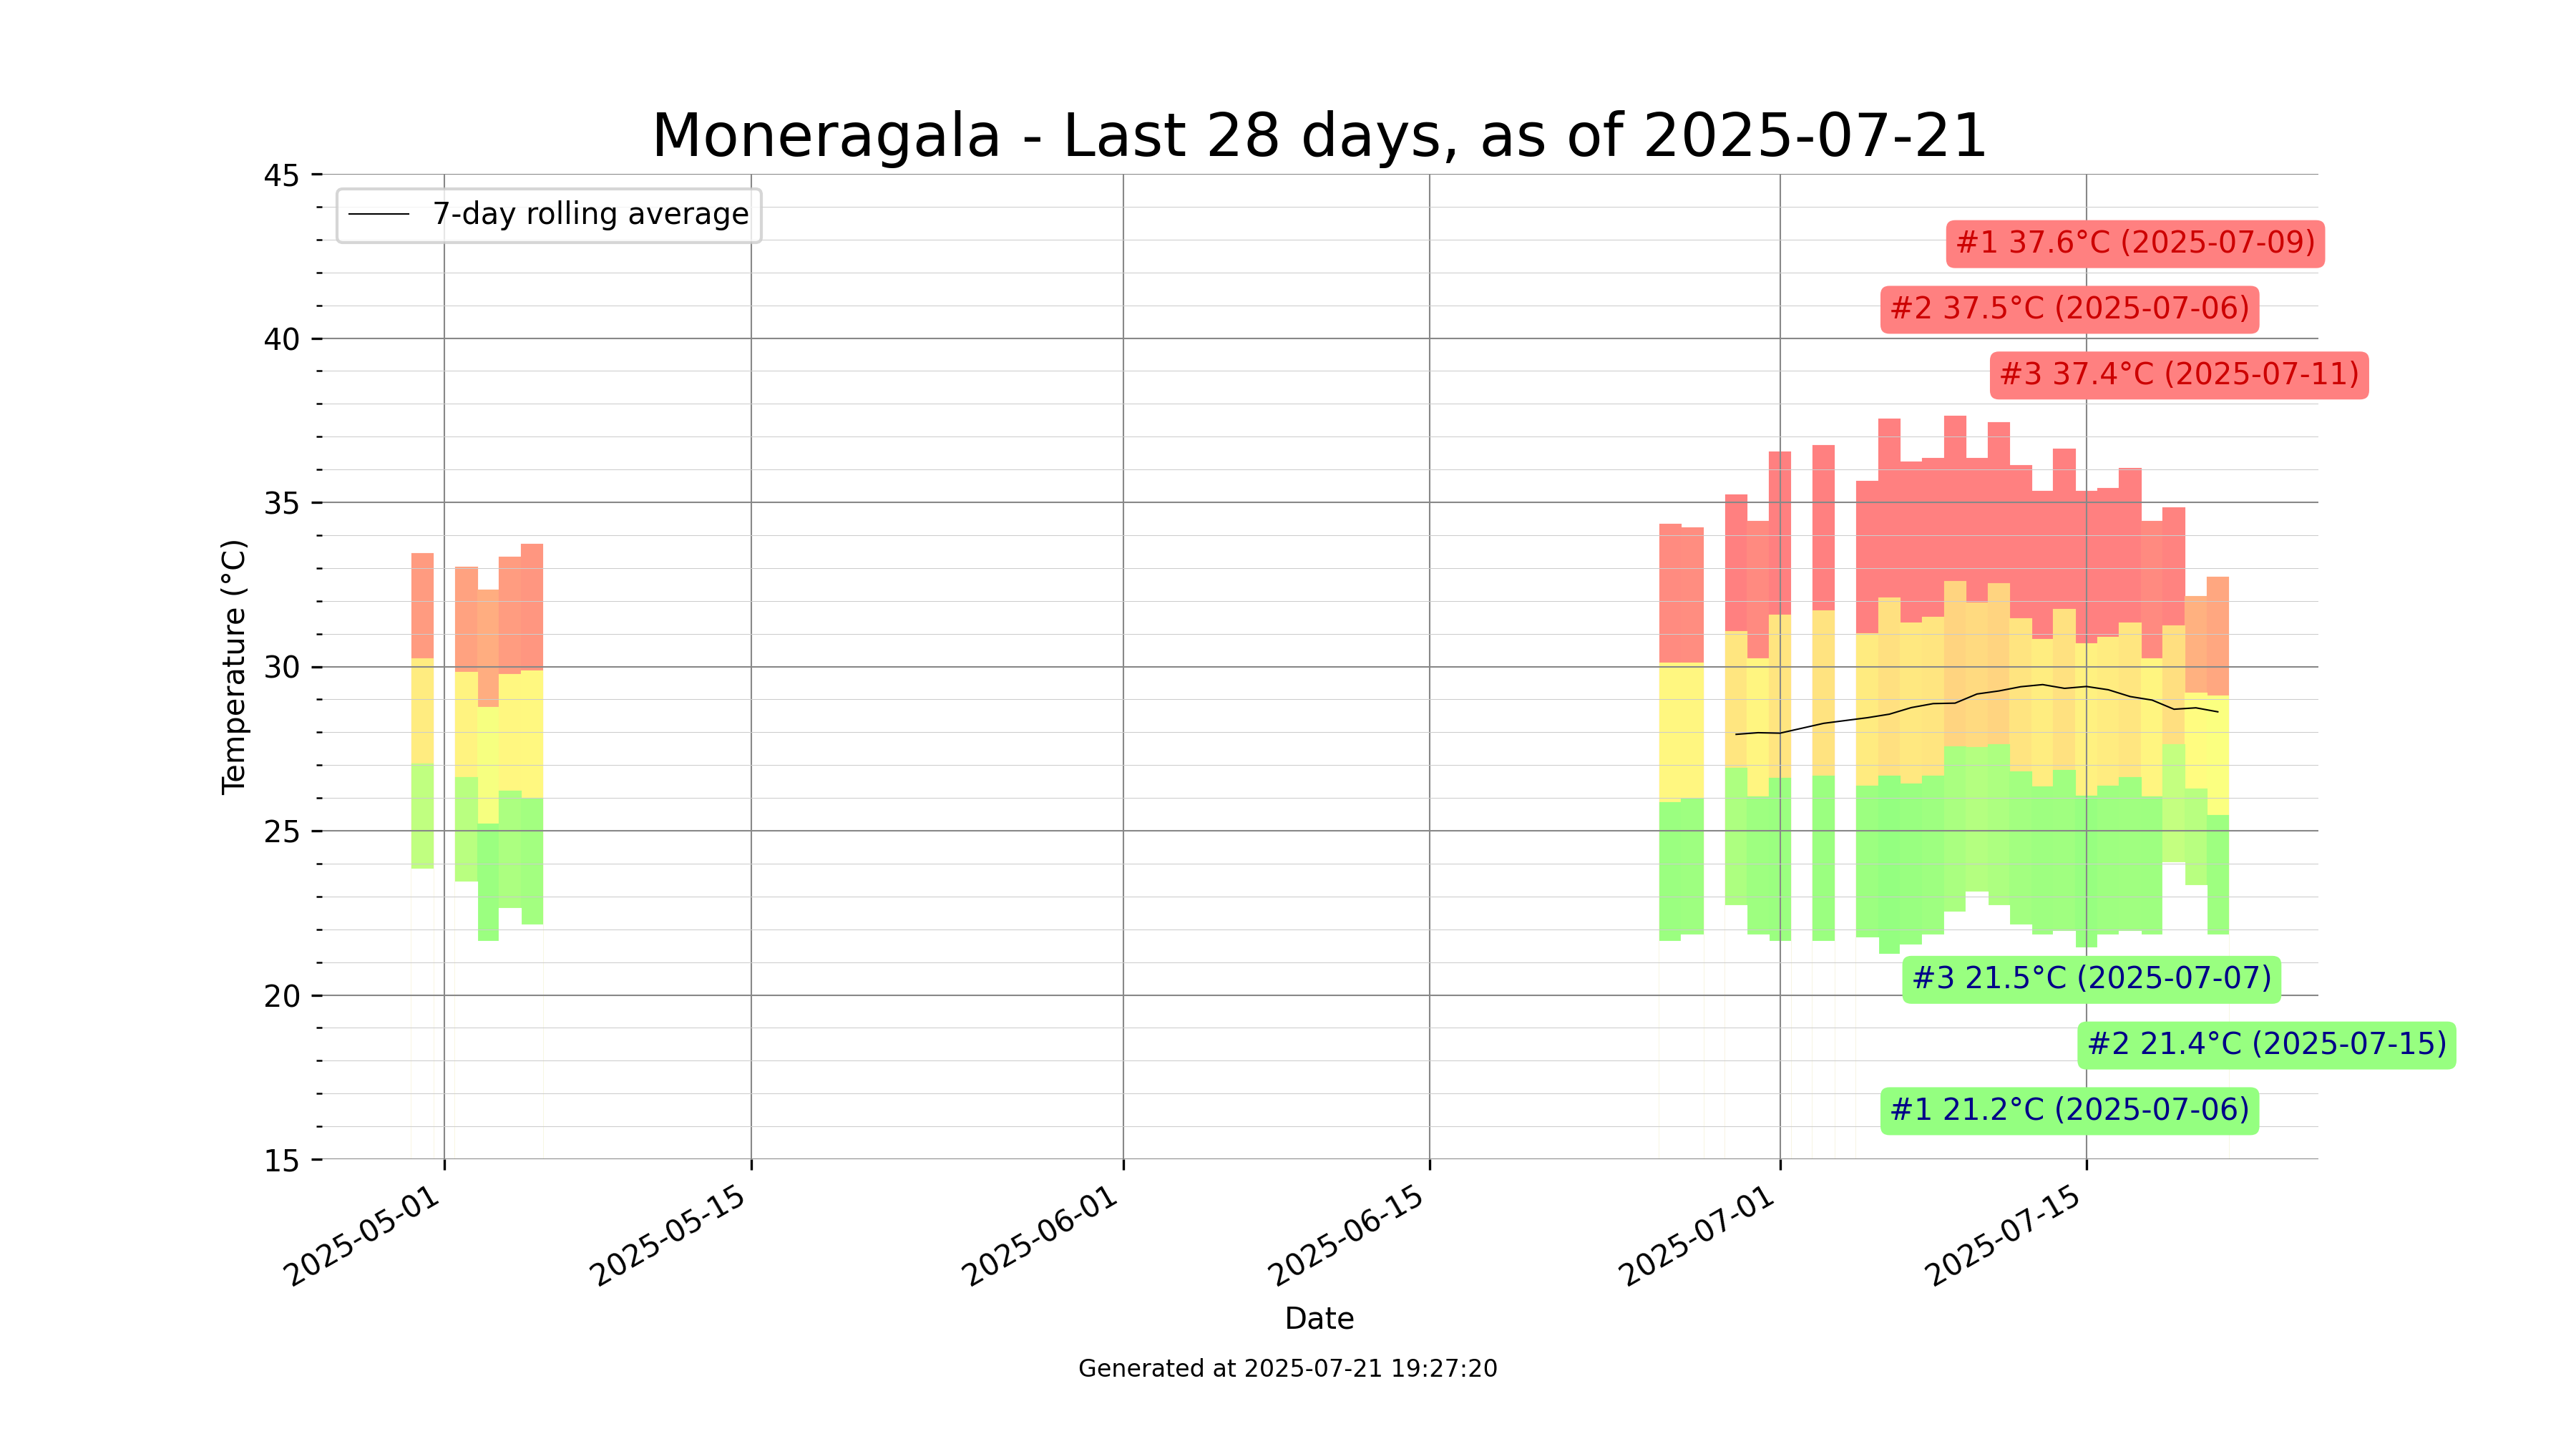 Moneragala - Last 28 days, as of 2025-07-21
45
7-day rolling average
#1 37.6°C (2025-07-09)
#2 37.5°C (2025-07-06)
40
#3 37.4°C (2025-07-11)
35
30
Temperature (°C)
25
#3 21.5°C (2025-07-07)
20
#2 21.4°C (2025-07-15)
#1 21.2°C (2025-07-06)
15
2025-05-01
2025-05-15
2025-06-01
2025-06-15
2025-07-01
2025-07-15
Date
Generated at 2025-07-21 19:27:20